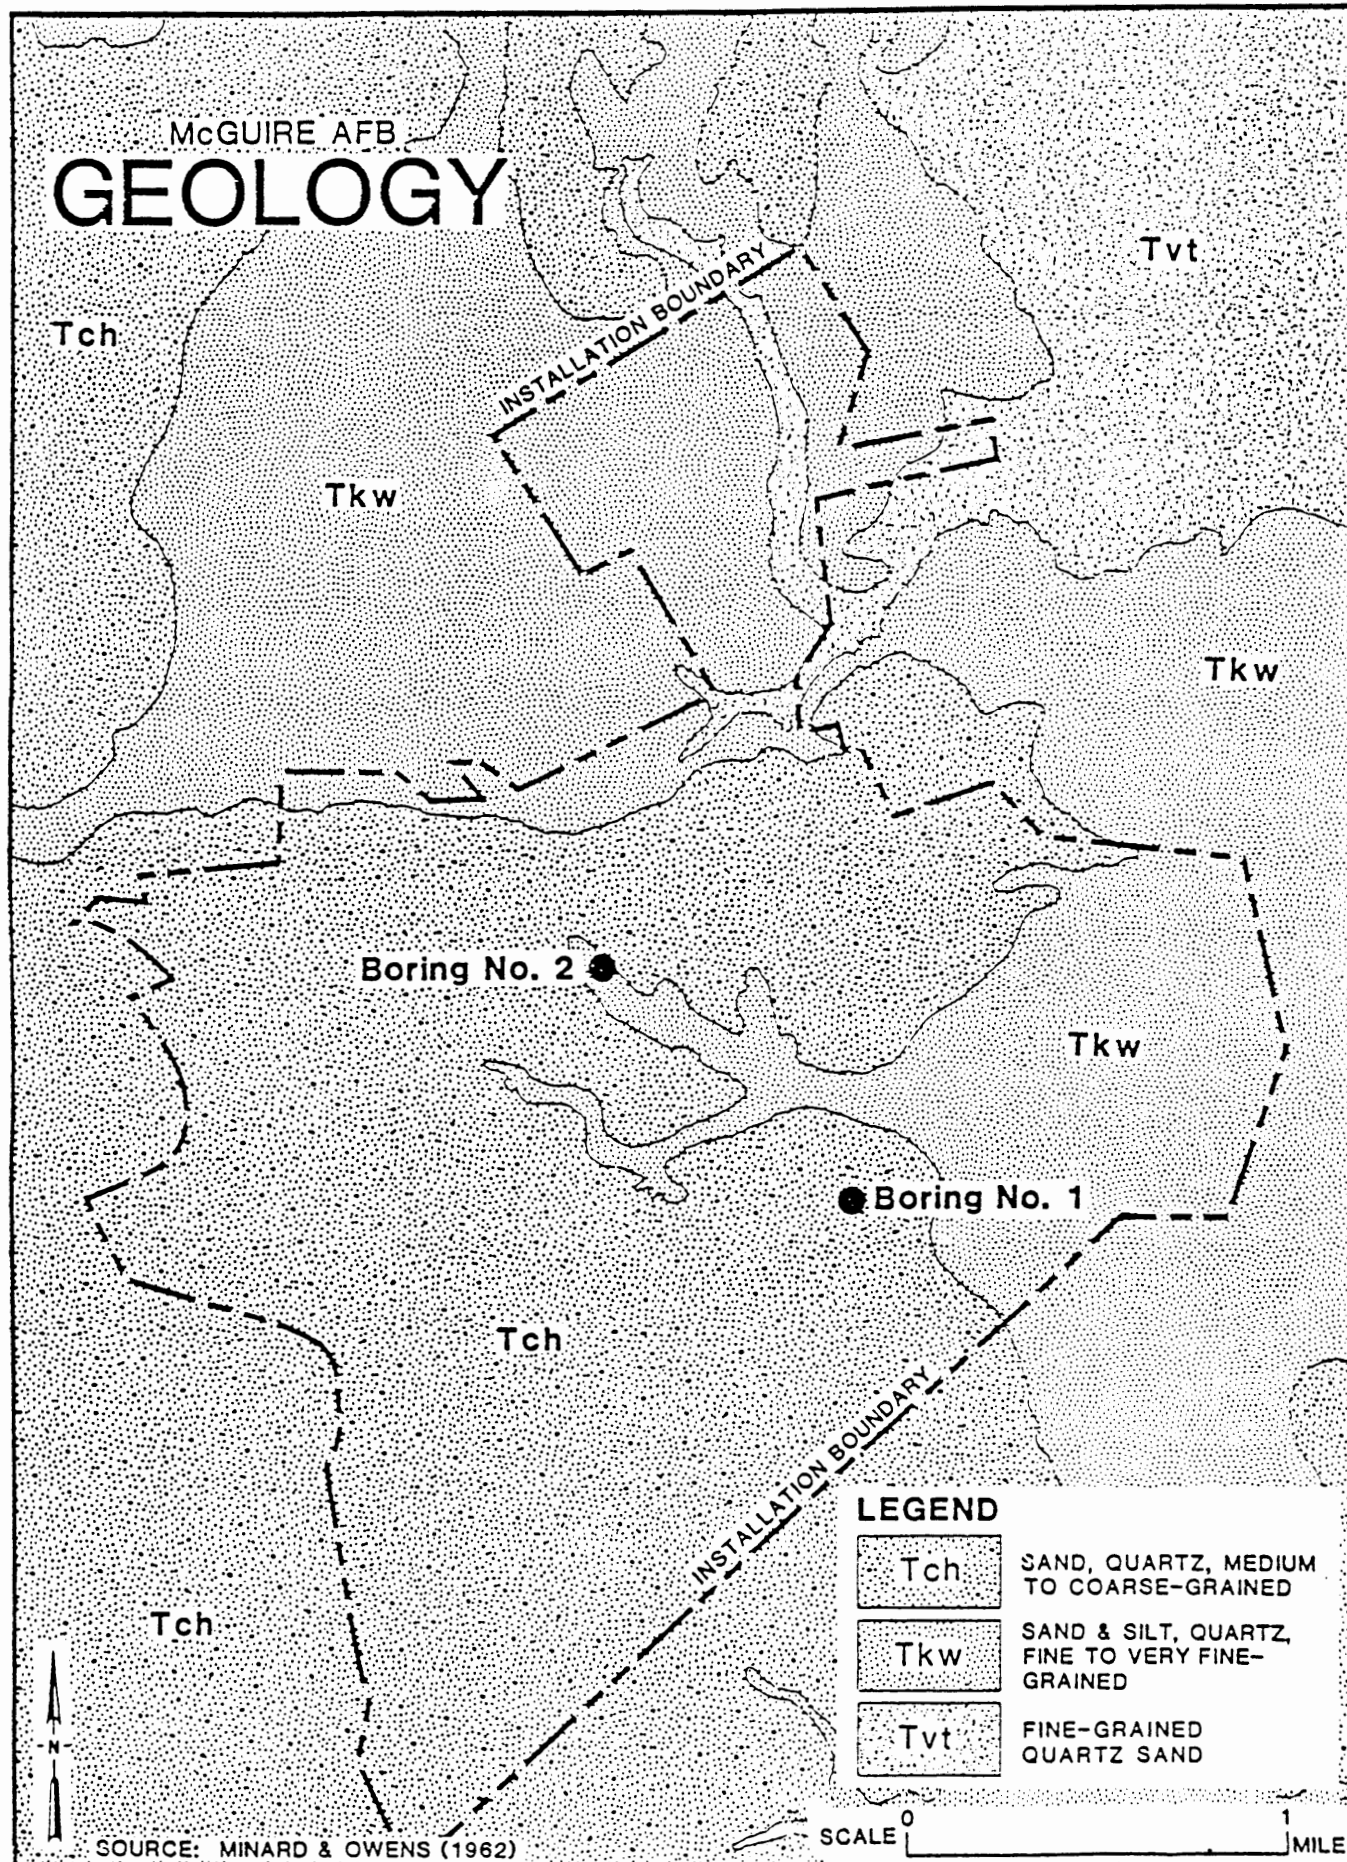 McGUIRE AFB
GEOLOGY
Tvt
INSTALLATION BOUNDARY
Tch
Tkw
Tkw
Boring No. 2
Tkw
Boring No. 1
Tch
INSTALLATION BOUNDARY
Tch
LEGEND
Tch
SAND, QUARTZ, MEDIUM
TO COARSE-GRAINED
Tkw
SAND & SILT, QUARTZ,
FINE TO VERY FINE-
GRAINED
Tvt
FINE-GRAINED
QUARTZ SAND
N
SOURCE: MINARD & OWENS (1962)
SCALE 0 1 MILE